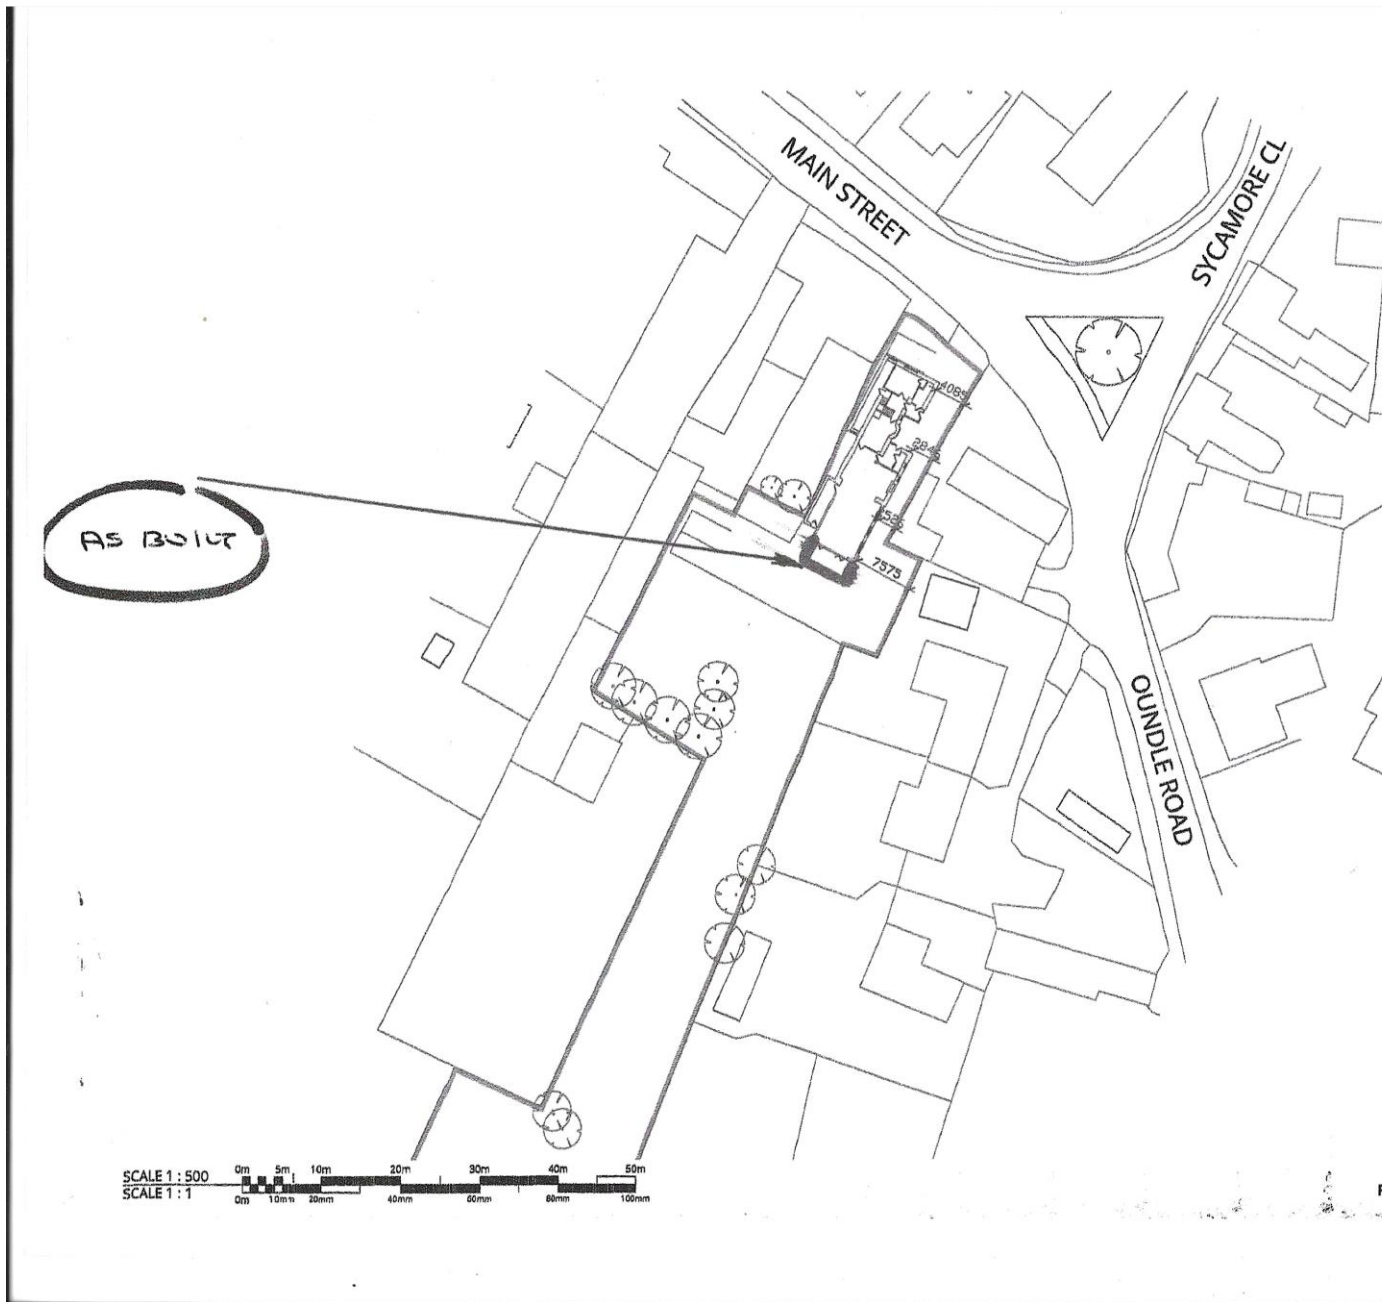 MAIN STREET
SYCAMORE CL
4085
AS BUILT
7575
OUNDLE ROAD
SCALE 1 : 500
0m 5m 10m 20m 30m 40m 50m
SCALE 1 : 1
0m 10mm 20mm 40mm 60mm 80mm 100mm